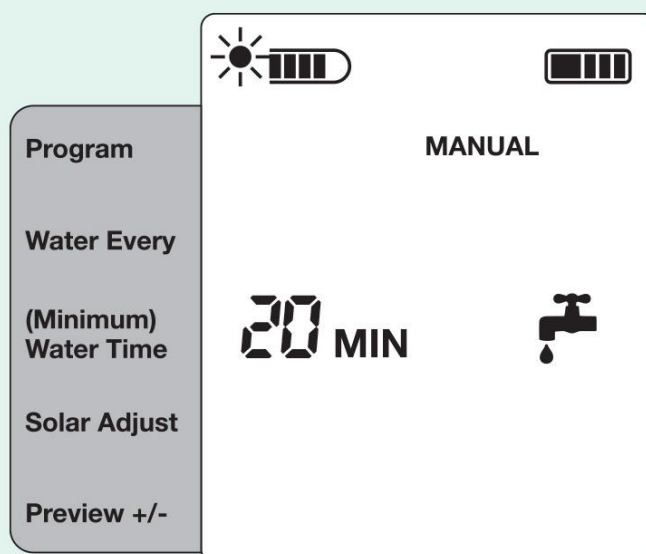 Program
MANUAL
Water Every
(Minimum)
Water Time
20 MIN
Solar Adjust
Preview +/-